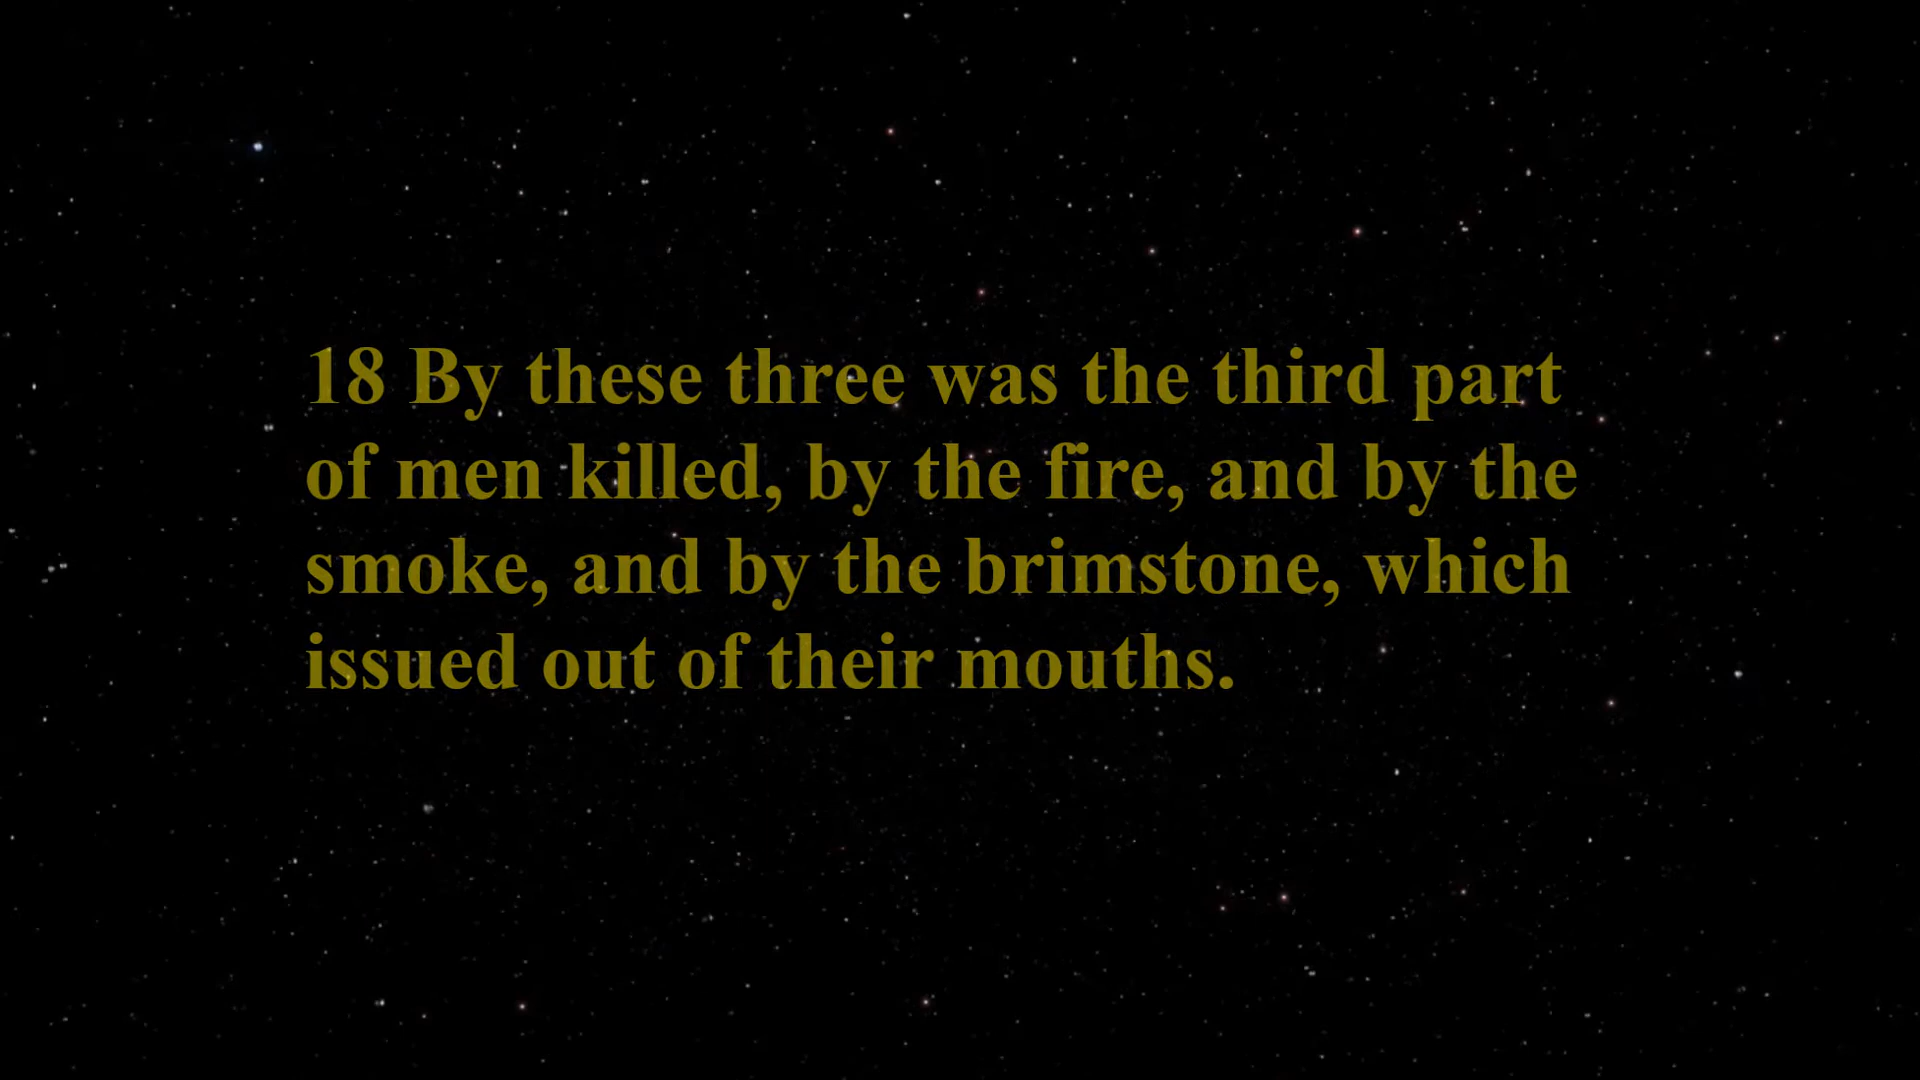 18 By these three was the third part
of men killed, by the fire, and by the
smoke, and by the brimstone, which
issued out of their mouths.